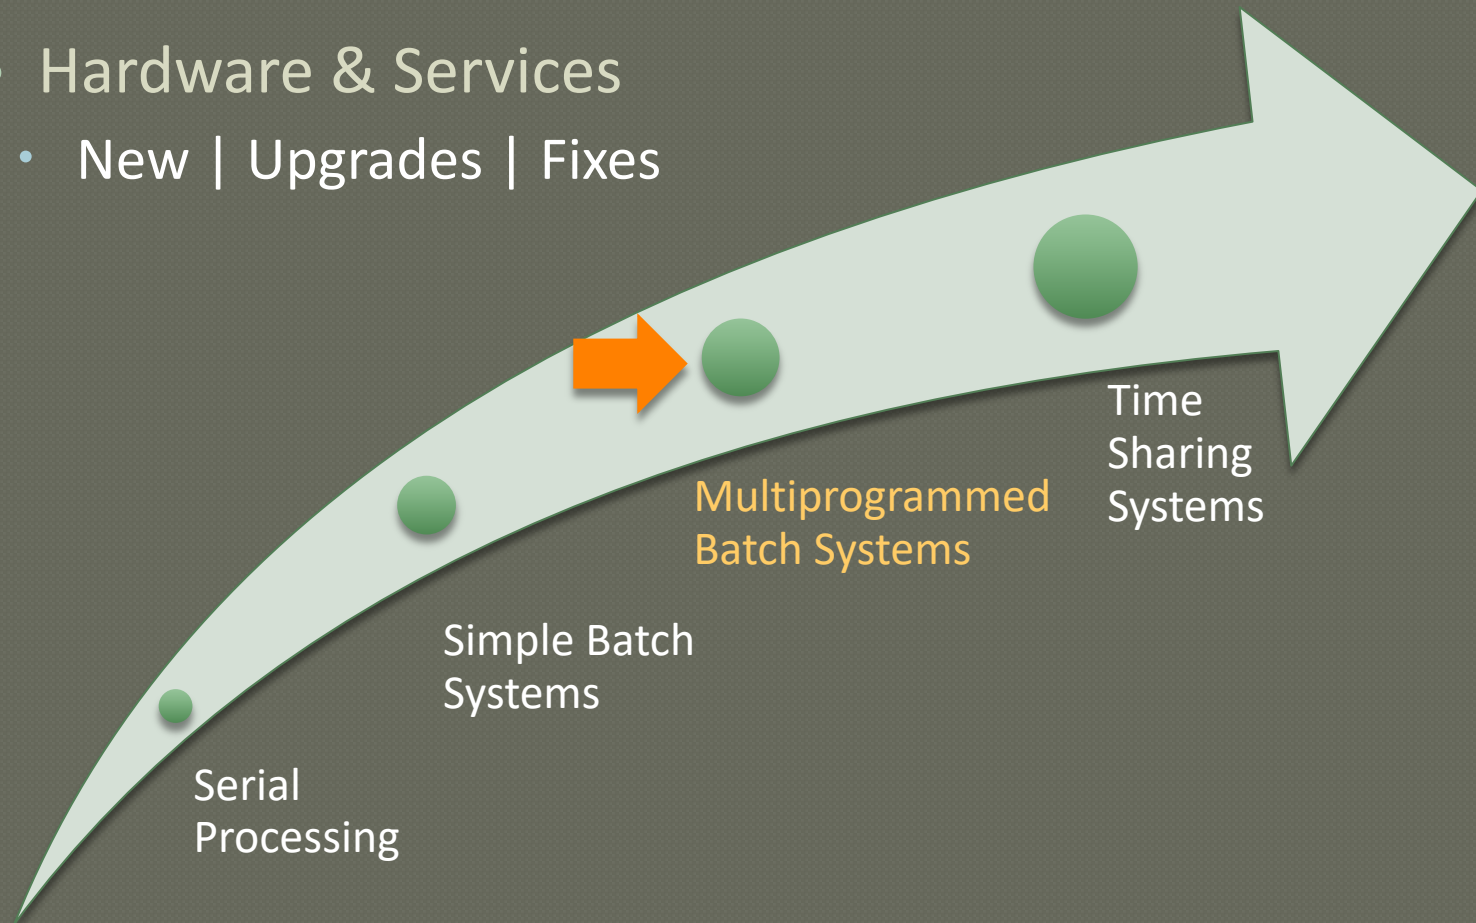 Hardware & Services
New | Upgrades | Fixes
Time
Sharing
Systems
Multiprogrammed
Batch Systems
Simple Batch
Systems
Serial
Processing